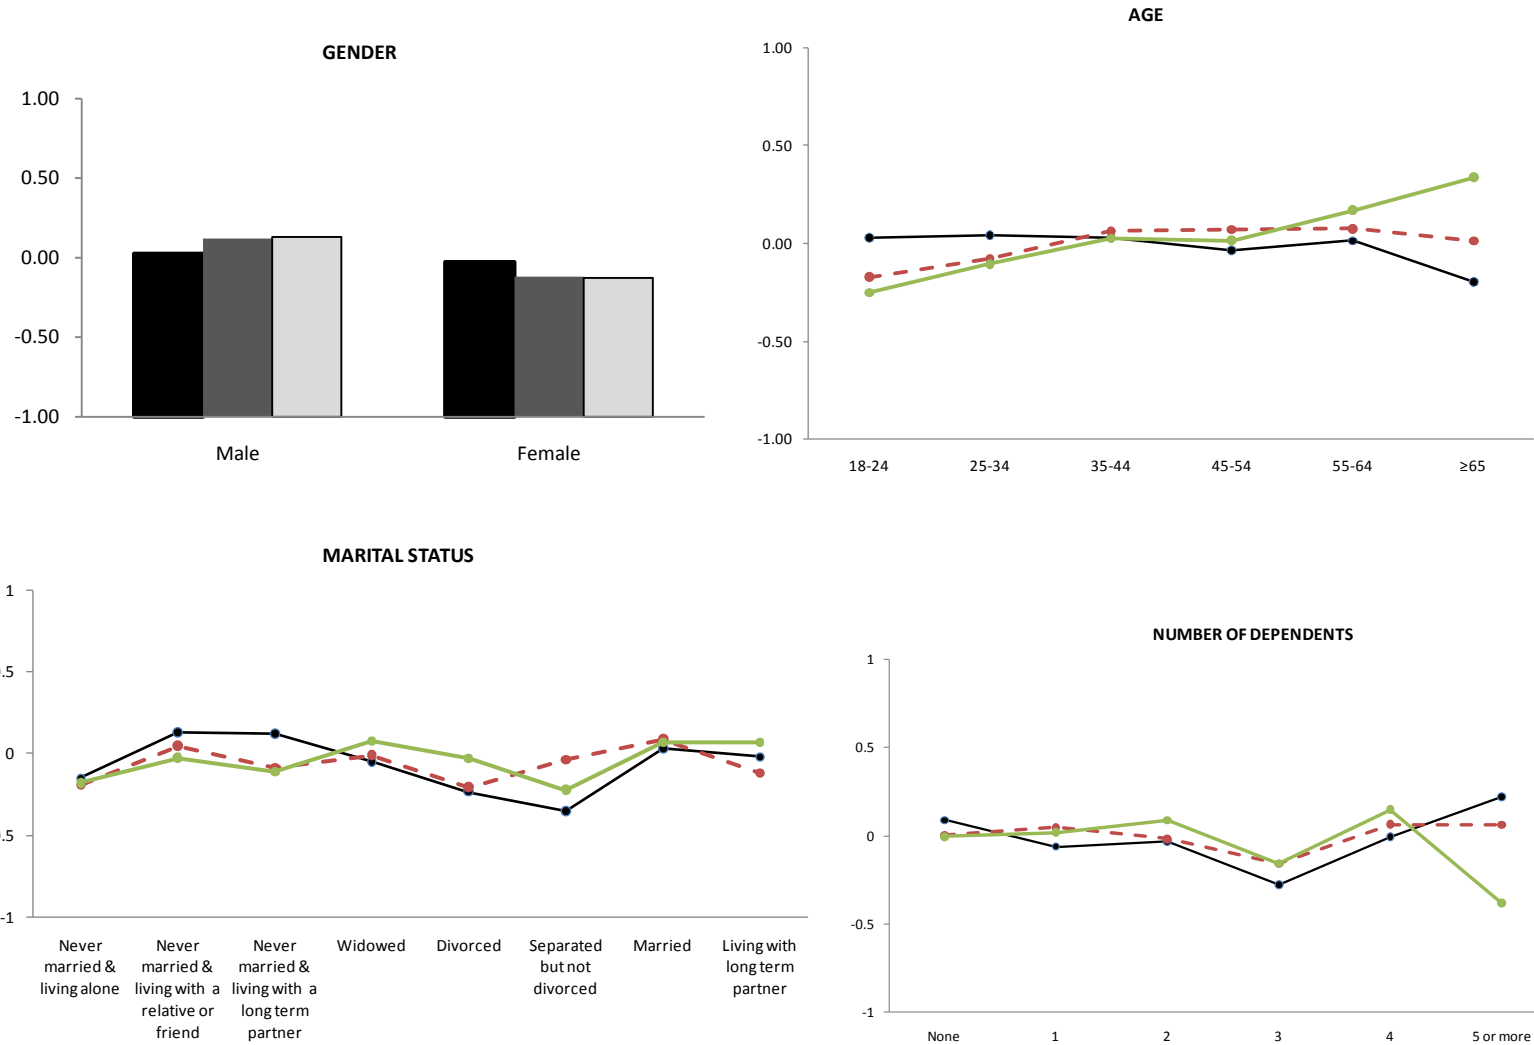 GENDER
1.00
0.50
0.00
-0.50
-1.00
Male Female
AGE
1.00
0.50
0.00
-0.50
-1.00
18-24 25-34 35-44 45-54 55-64 ≥65
MARITAL STATUS
1
0.5
0
0.5
-1
Never married & living alone
Never married & living with a relative or friend
Never married & living with a long term partner
Widowed
Divorced
Separated but not divorced
Married
Living with long term partner
NUMBER OF DEPENDENTS
1
0.5
0
-0.5
-1
None 1 2 3 4 5 or more